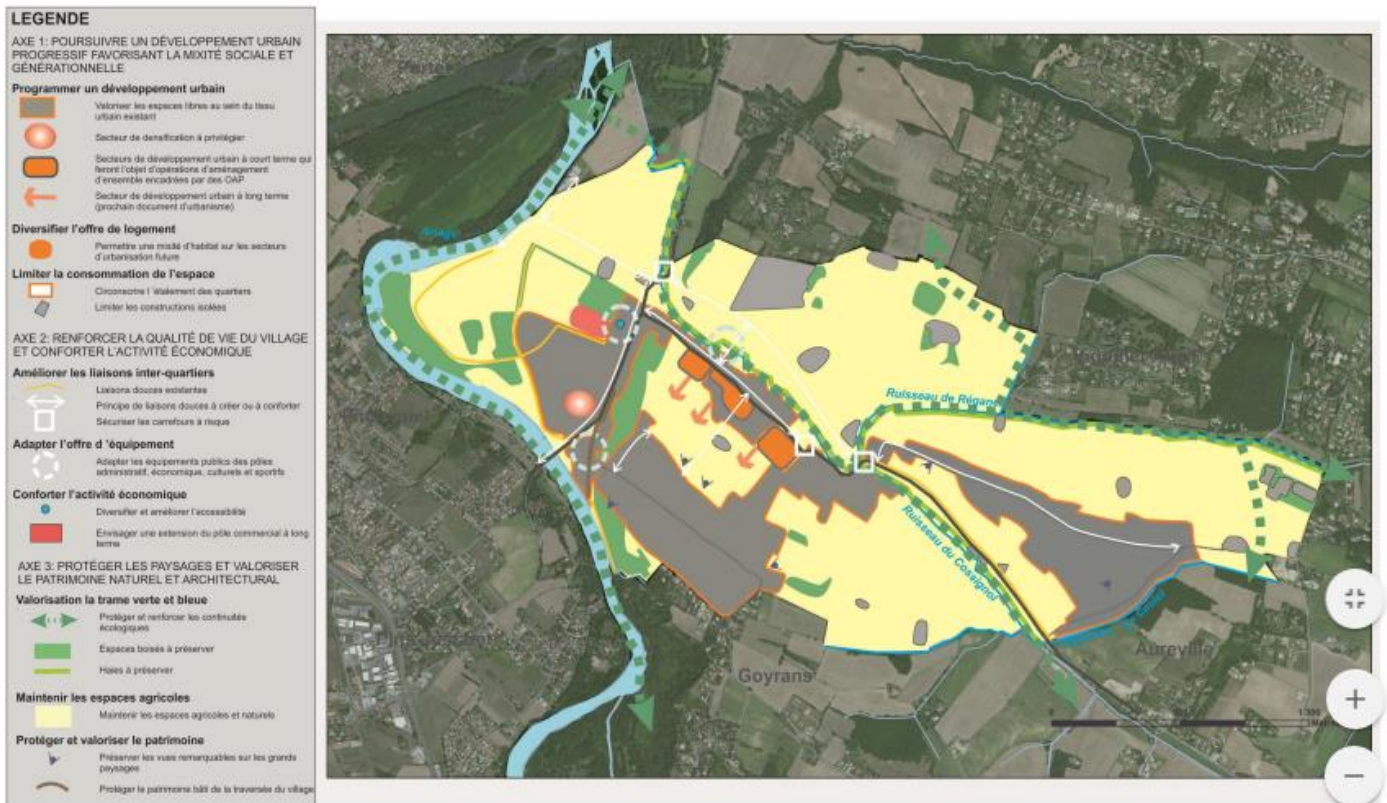 LEGENDE
AXE 1: POURSUIVRE UN DÉVELOPPEMENT URBAIN
PROGRESSIF FAVORISANT LA MIXITÉ SOCIALE ET
GÉNÉRATIONNELLE
Programmer un développement urbain
Valoriser les espaces libres au sein du tissu
urbain existant
Secteur de densification à privilégier
Secteurs de développement urbain à court terme qui
feront l'objet d'opérations d'aménagement
d'ensemble encadrées par des OAP
Secteur de développement urbain à long terme
(prochain document d'urbanisme)
Diversifier l'offre de logement
Permettre une mixité d'habitat sur les secteurs
d'urbanisation future
Limiter la consommation de l'espace
Circonscrire l'étalement des quartiers
Limiter les constructions isolées
AXE 2: RENFORCER LA QUALITÉ DE VIE DU VILLAGE
ET CONFORTER L'ACTIVITÉ ÉCONOMIQUE
Améliorer les liaisons inter-quartiers
Liaisons douces existantes
Principe de liaisons douces à créer ou à conforter
Sécuriser les carrefours à risque
Adapter l'offre d'équipement
Adapter les équipements publics des pôles
administratif, économique, culturels et sportifs
Conforter l'activité économique
Diversifier et améliorer l'accessibilité
Envisager une extension du pôle commercial à long
terme
AXE 3: PROTÉGER LES PAYSAGES ET VALORISER
LE PATRIMOINE NATUREL ET ARCHITECTURAL
Valorisation la trame verte et bleue
Protéger et renforcer les continuités
écologiques
Espaces boisés à préserver
Haies à préserver
Maintenir les espaces agricoles
Maintenir les espaces agricoles et naturels
Protéger et valoriser le patrimoine
Préserver les vues remarquables sur les grands
paysages
Protéger le patrimoine bâti de la traversée du village
Ariège
Ruisseau de Régans
Ruisseau du Cossignol
Goyrans
Aureville